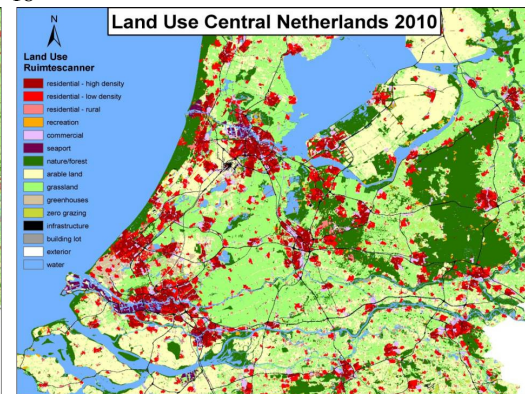 Land Use Central Netherlands 2010
N
Land Use
Ruimtescanner
residential - high density
residential - low density
residential - rural
recreation
commercial
seaport
nature/forest
arable land
grassland
greenhouses
zero grazing
infrastructure
building lot
exterior
water